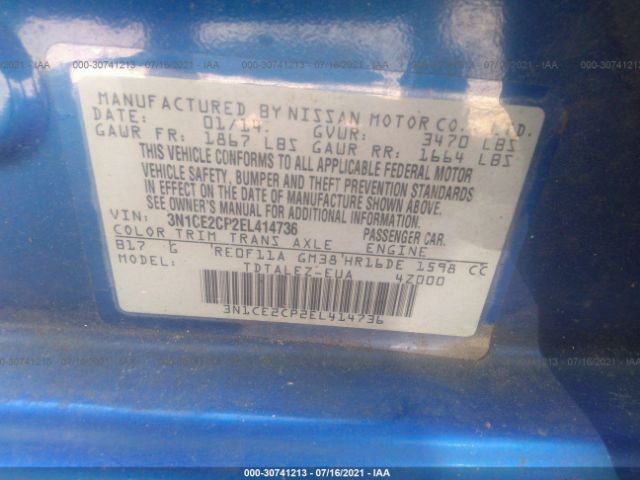 000-30741213 - 07/16/2021 - IAA
MANUFACTURED BY NISSAN MOTOR CO., LTD.
DATE: 01/14 GVWR: 3470 LBS
GAWR FR: 1867 LBS GAWR RR: 1664 LBS
THIS VEHICLE CONFORMS TO ALL APPLICABLE FEDERAL MOTOR
VEHICLE SAFETY, BUMPER AND THEFT PREVENTION STANDARDS
IN EFFECT ON THE DATE OF MANUFACTURE SHOWN ABOVE.
SEE OWNER'S MANUAL FOR ADDITIONAL INFORMATION.
VIN: 3N1CE2CP2EL414736 PASSENGER CAR.
COLOR TRIM TRANS AXLE ENGINE
B17 G RE0F11A GM38 HR16DE 1598 CC
MODEL: TDTALEZ-EUA 4Z000
3N1CE2CP2EL414736
000-30741213 - 07/16/2021 - IAA